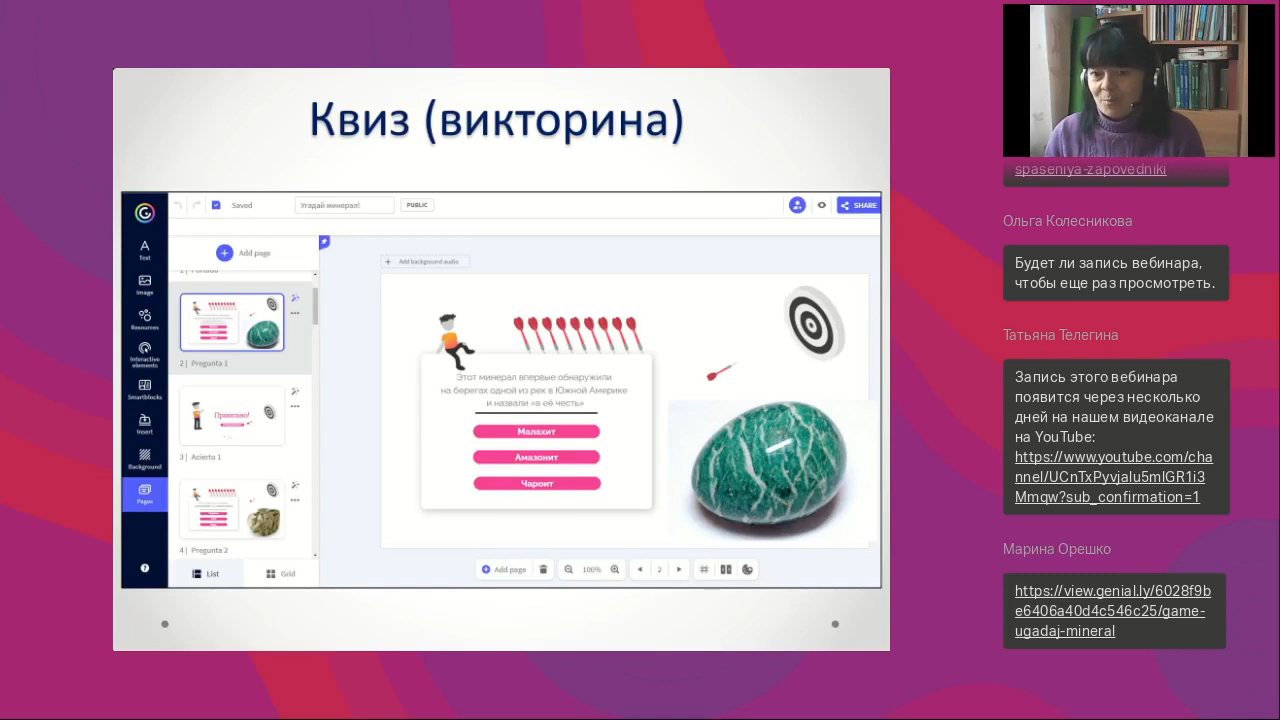 Квиз (викторина)
Saved
Угадай минерал!
PUBLIC
SHARE
Text
Image
Resources
Interactive
elements
Smartblocks
Insert
Background
Pages
Add page
2 | Pregunta 1
Правильно!
3 | Acierto 1
4 | Pregunta 2
List
Grid
Add background audio
Этот минерал впервые обнаружили
на берегах одной из рек в Южной Америке
и назвали «в её честь»
Малахит
Амазонит
Чароит
Add page
100%
2
spaseniya-zapovedniki
Ольга Колесникова
Будет ли запись вебинара,
чтобы еще раз просмотреть.
Татьяна Телегина
Запись этого вебинара
появится через несколько
дней на нашем видеоканале
на YouTube:
https://www.youtube.com/cha
nnel/UCnTxPyxjalu5mlGR1i3
Mmqw?sub_confirmation=1
Марина Орешко
https://view.genial.ly/6028f9b
e6406a40d4c546c25/game-
ugadaj-mineral